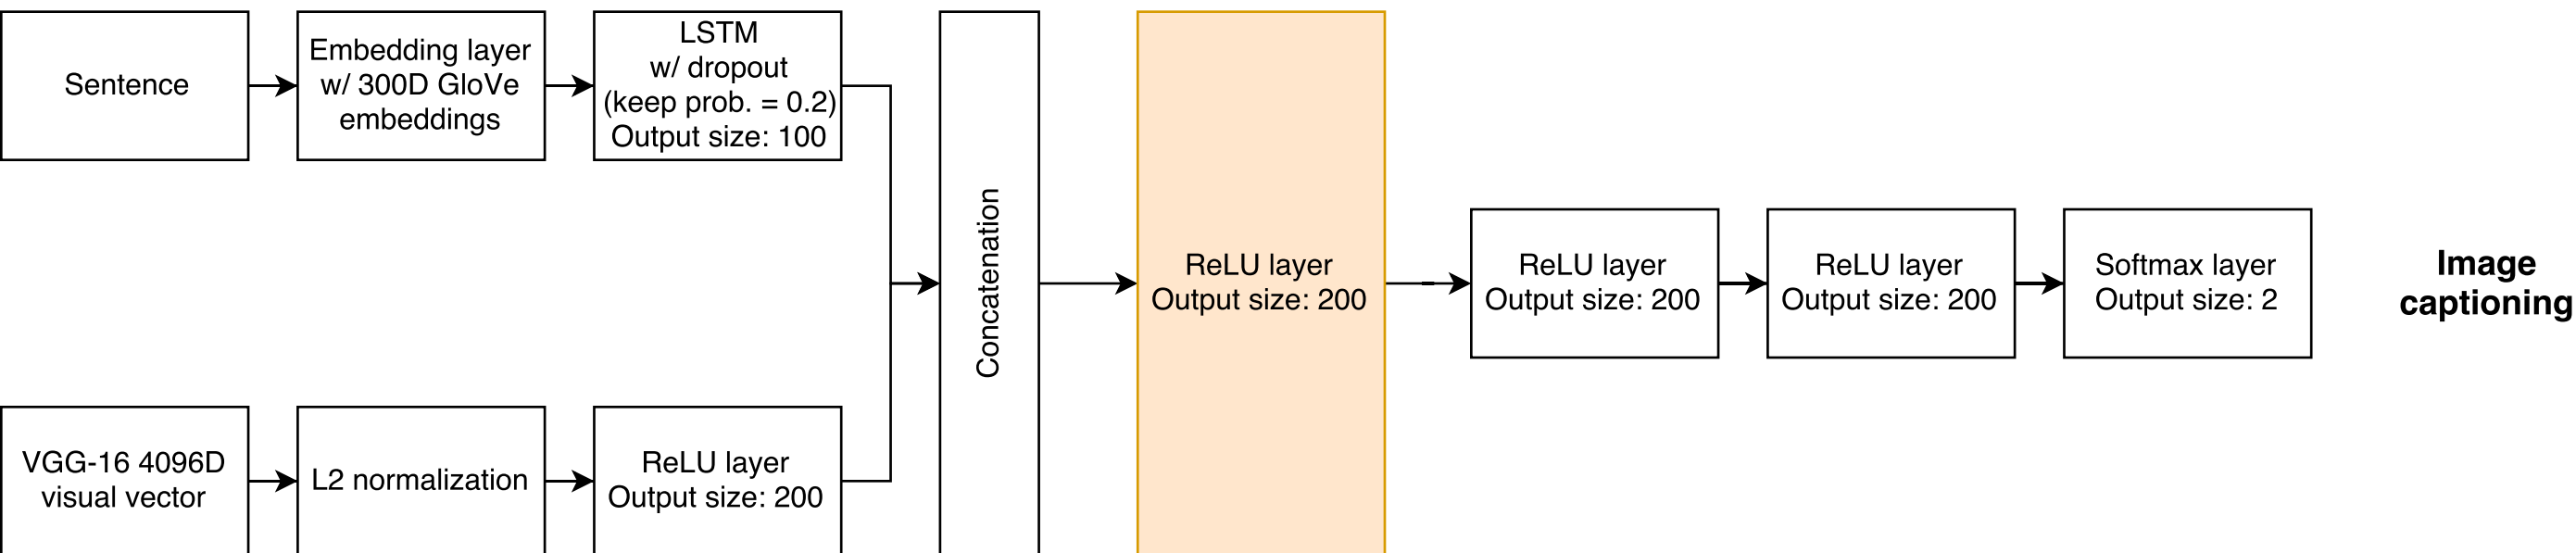 Sentence
Embedding layer
w/ 300D GloVe
embeddings
LSTM
w/ dropout
(keep prob. = 0.2)
Output size: 100
VGG-16 4096D
visual vector
L2 normalization
ReLU layer
Output size: 200
Concatenation
ReLU layer
Output size: 200
ReLU layer
Output size: 200
ReLU layer
Output size: 200
Softmax layer
Output size: 2
Image
captioning